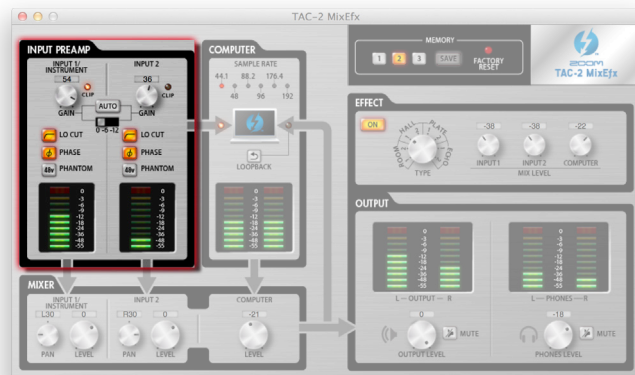 TAC-2 MixEfx
INPUT PREAMP
INPUT 1/
INSTRUMENT
INPUT 2
54
36
CLIP
CLIP
AUTO
GAIN
GAIN
0 -6 -12
LO CUT
LO CUT
PHASE
PHASE
48v PHANTOM
48v PHANTOM
0
-3
-6
-9
-12
-18
-24
-36
-48
-55
0
-3
-6
-9
-12
-18
-24
-36
-48
-55
COMPUTER
SAMPLE RATE
44.1 88.2 176.4
48 96 192
LOOPBACK
MEMORY
1 2 3 SAVE
FACTORY
RESET
ZOOM
TAC-2 MixEfx
EFFECT
ON
ROOM HALL PLATE ECHO
TYPE
-38
-38
-22
INPUT1
INPUT2
COMPUTER
MIX LEVEL
OUTPUT
0
-3
-6
-9
-12
-18
-24
-36
-48
-55
L — OUTPUT — R
0
-3
-6
-9
-12
-18
-24
-36
-48
-55
L — PHONES — R
0
MUTE
OUTPUT LEVEL
-18
MUTE
PHONES LEVEL
MIXER
INPUT 1/
INSTRUMENT
L30 0
PAN LEVEL
INPUT 2
R30 0
PAN LEVEL
COMPUTER
-21
LEVEL